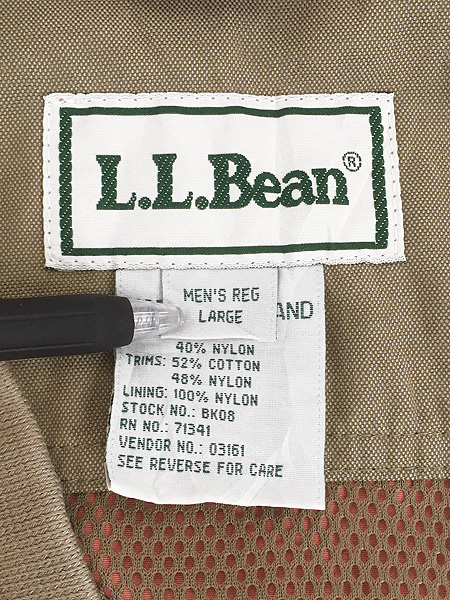 L.L.Bean®
MEN'S REG
LARGE
AND
40% NYLON
TRIMS: 52% COTTON
48% NYLON
LINING: 100% NYLON
STOCK NO.: BK08
RN NO.: 71341
VENDOR NO.: 03161
SEE REVERSE FOR CARE